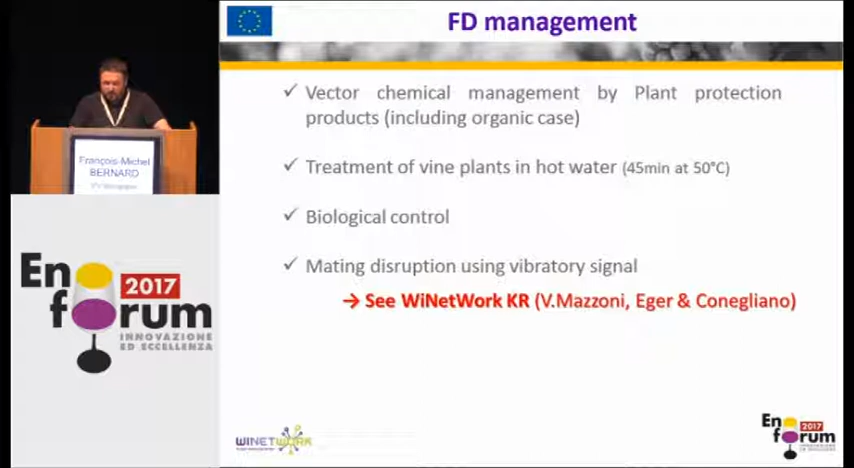 FD management
✓ Vector chemical management by Plant protection
products (including organic case)
✓ Treatment of vine plants in hot water (45min at 50°C)
✓ Biological control
✓ Mating disruption using vibratory signal
→ See WiNetWork KR (V.Mazzoni, Eger & Conegliano)
François-Michel
BERNARD
En
2017
forum
INNOVAZIONE
ED ECCELLENZA
WINETWORK
En
2017
forum